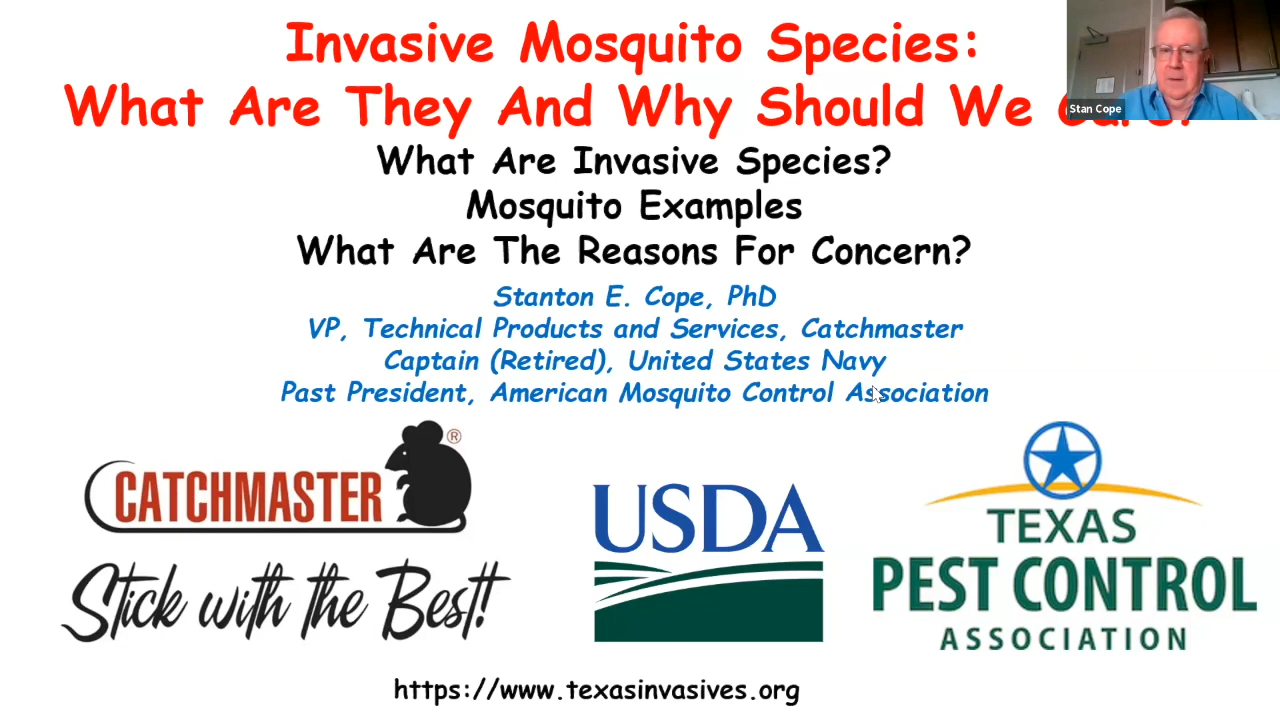 Invasive Mosquito Species:
What Are They And Why Should We
Stan Cope
What Are Invasive Species?
Mosquito Examples
What Are The Reasons For Concern?
Stanton E. Cope, PhD
VP, Technical Products and Services, Catchmaster
Captain (Retired), United States Navy
Past President, American Mosquito Control Association
CATCHMASTER®
Stick with the Best!
USDA
TEXAS
PEST CONTROL
ASSOCIATION
https://www.texasinvasives.org